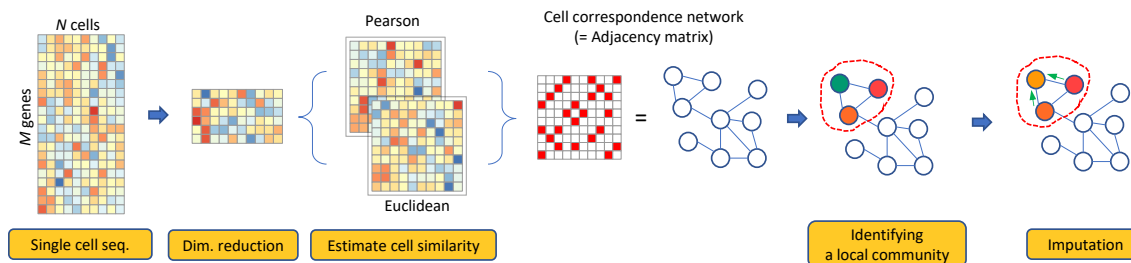 N cells
M genes
Pearson
Euclidean
Cell correspondence network
(= Adjacency matrix)
=
Single cell seq.
Dim. reduction
Estimate cell similarity
Identifying
a local community
Imputation